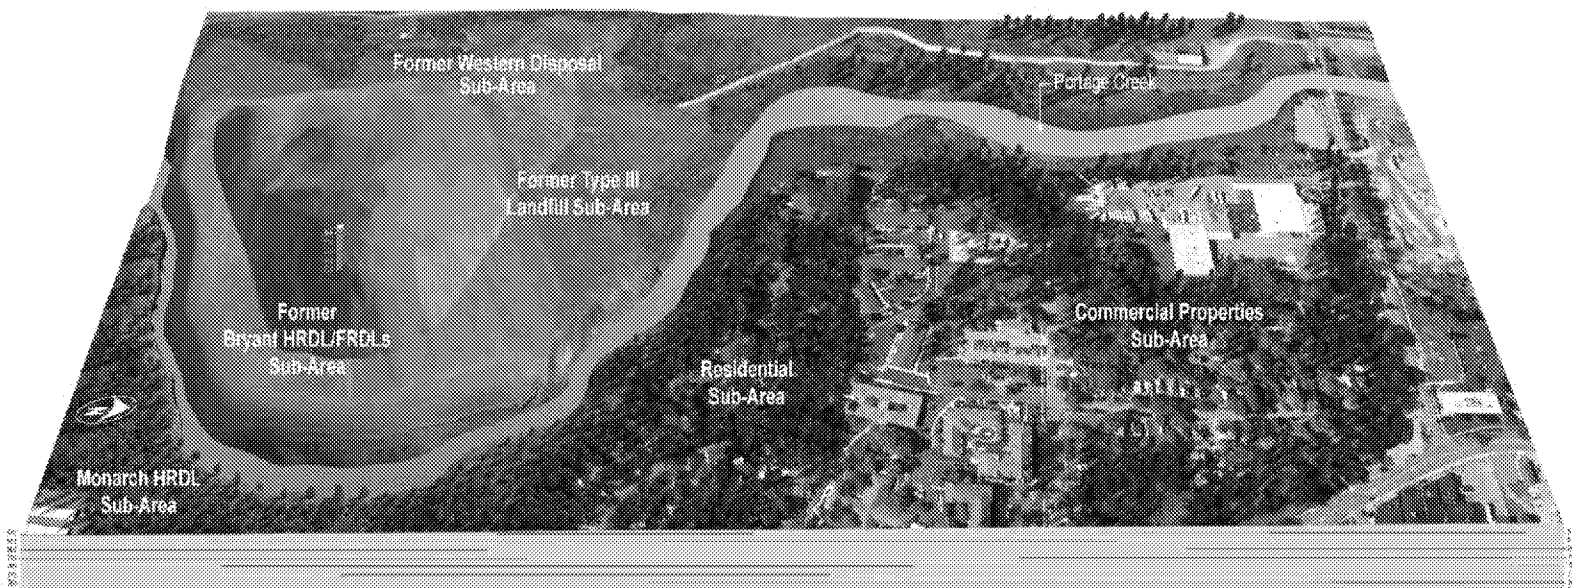 Former Western Disposal
Sub-Area
Portage Creek
Former Type III
Landfill Sub-Area
Former
Bryant HRDL/FRDLs
Sub-Area
Commercial Properties
Sub-Area
Residential
Sub-Area
Monarch HRDL
Sub-Area